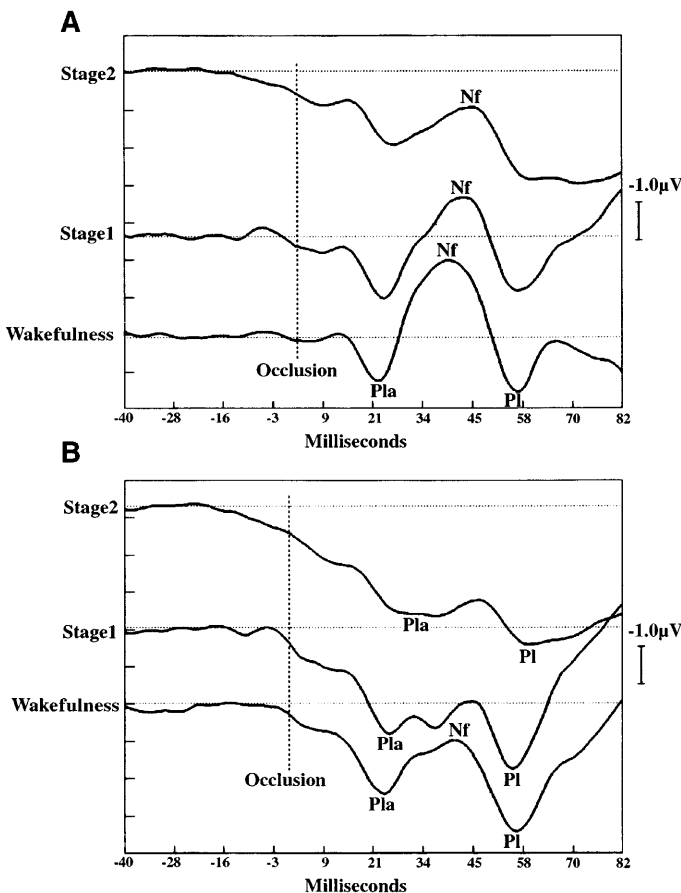 A
Stage2
Nf
-1.0µV
Nf
Stage1
Nf
Wakefulness
Occlusion
Pla
Pl
-40 -28 -16 -3 9 21 34 45 58 70 82
Milliseconds
B
Stage2
Pla
Stage1
-1.0µV
Pl
Wakefulness
Nf
Pla
Occlusion
Pl
Pla
Pl
-40 -28 -16 -3 9 21 34 45 58 70 82
Milliseconds